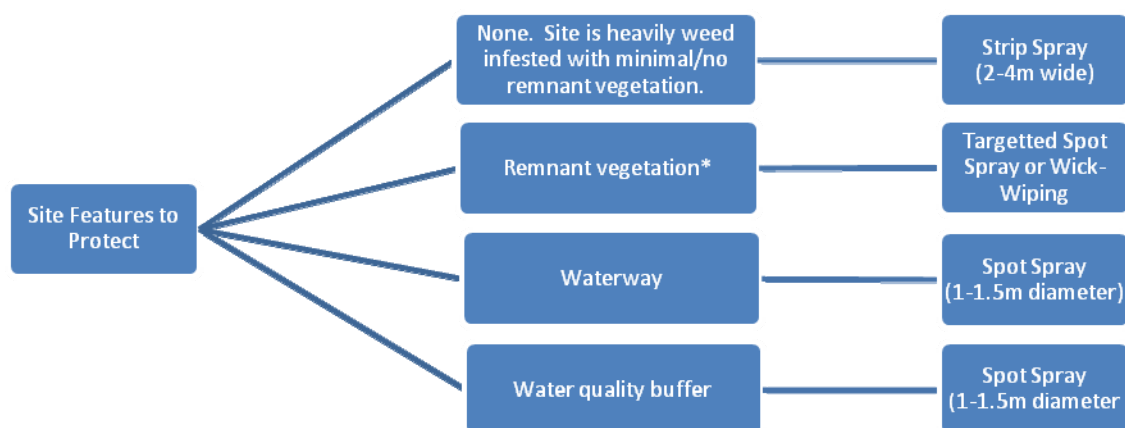 None. Site is heavily weed
infested with minimal/no
remnant vegetation.
Strip Spray
(2-4m wide)
Remnant vegetation*
Targetted Spot
Spray or Wick-
Wiping
Site Features to
Protect
Waterway
Spot Spray
(1-1.5m diameter)
Water quality buffer
Spot Spray
(1-1.5m diameter